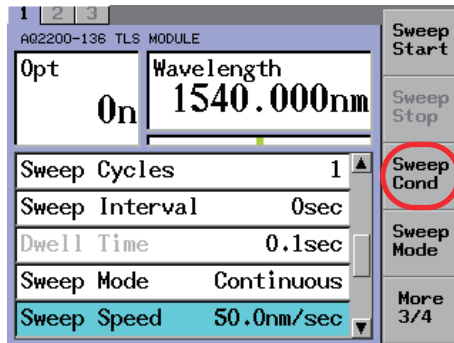 1 2 3
AQ2200-136 TLS MODULE
Opt
On
Wavelength
1540.000nm
Sweep Cycles 1
Sweep Interval 0sec
Dwell Time 0.1sec
Sweep Mode Continuous
Sweep Speed 50.0nm/sec
Sweep
Start
Sweep
Stop
Sweep
Cond
Sweep
Mode
More
3/4